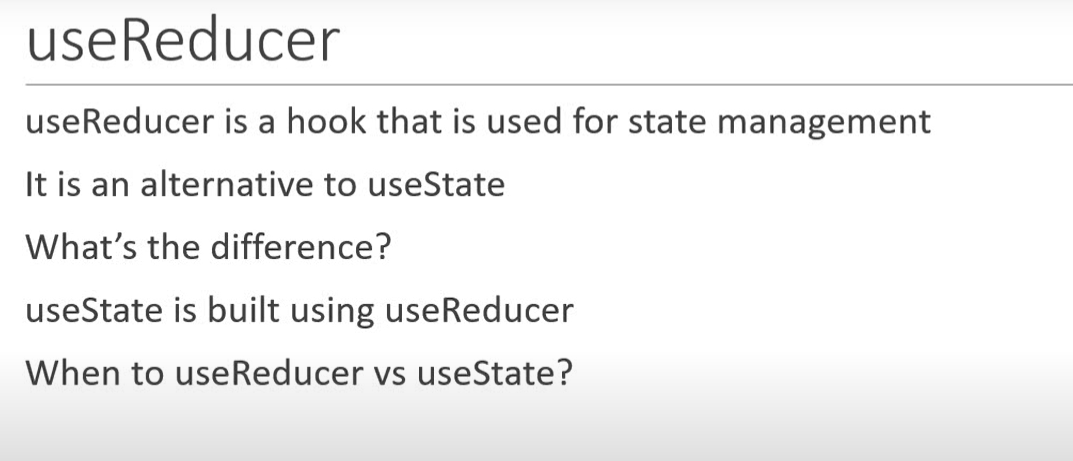 useReducer
useReducer is a hook that is used for state management
It is an alternative to useState
What’s the difference?
useState is built using useReducer
When to useReducer vs useState?